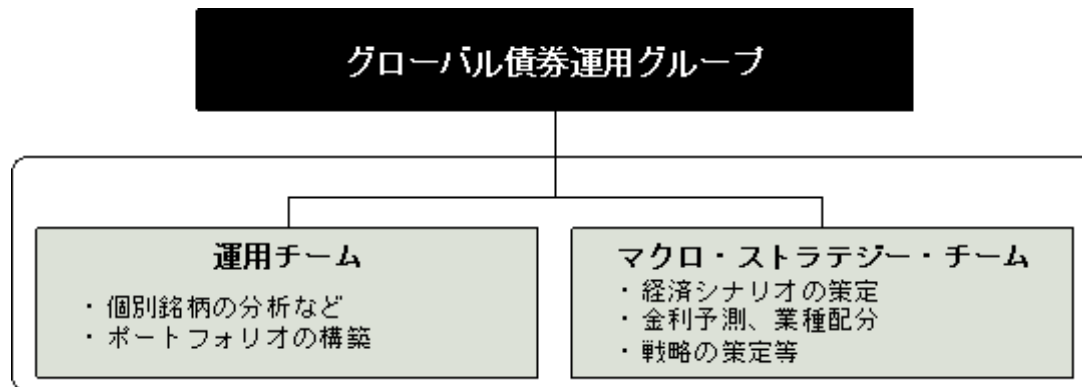 グローバル債券運用グループ
運用チーム
・個別銘柄の分析など
・ポートフォリオの構築
マクロ・ストラテジー・チーム
・経済シナリオの策定
・金利予測、業種配分
・戦略の策定等